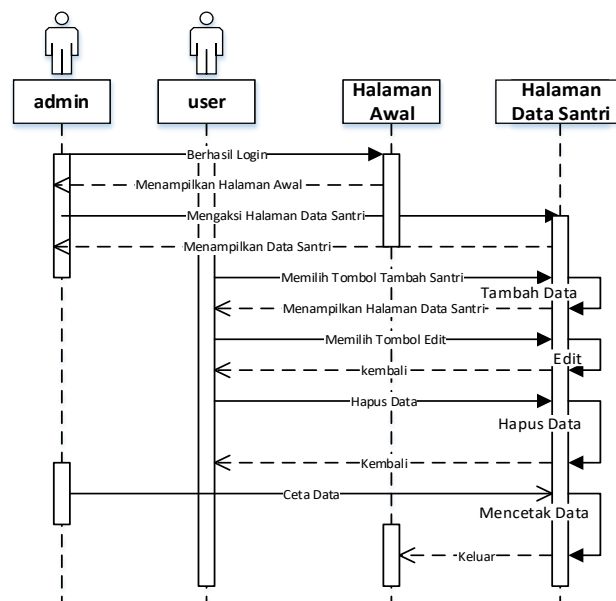 admin
user
Halaman
Awal
Halaman
Data Santri
Berhasil Login
Menampilkan Halaman Awal
Mengaksi Halaman Data Santri
Menampilkan Data Santri
Memilih Tombol Tambah Santri
Tambah Data
Menampilkan Halaman Data Santri
Memilih Tombol Edit
Edit
kembali
Hapus Data
Hapus Data
Kembali
Ceta Data
Mencetak Data
Keluar